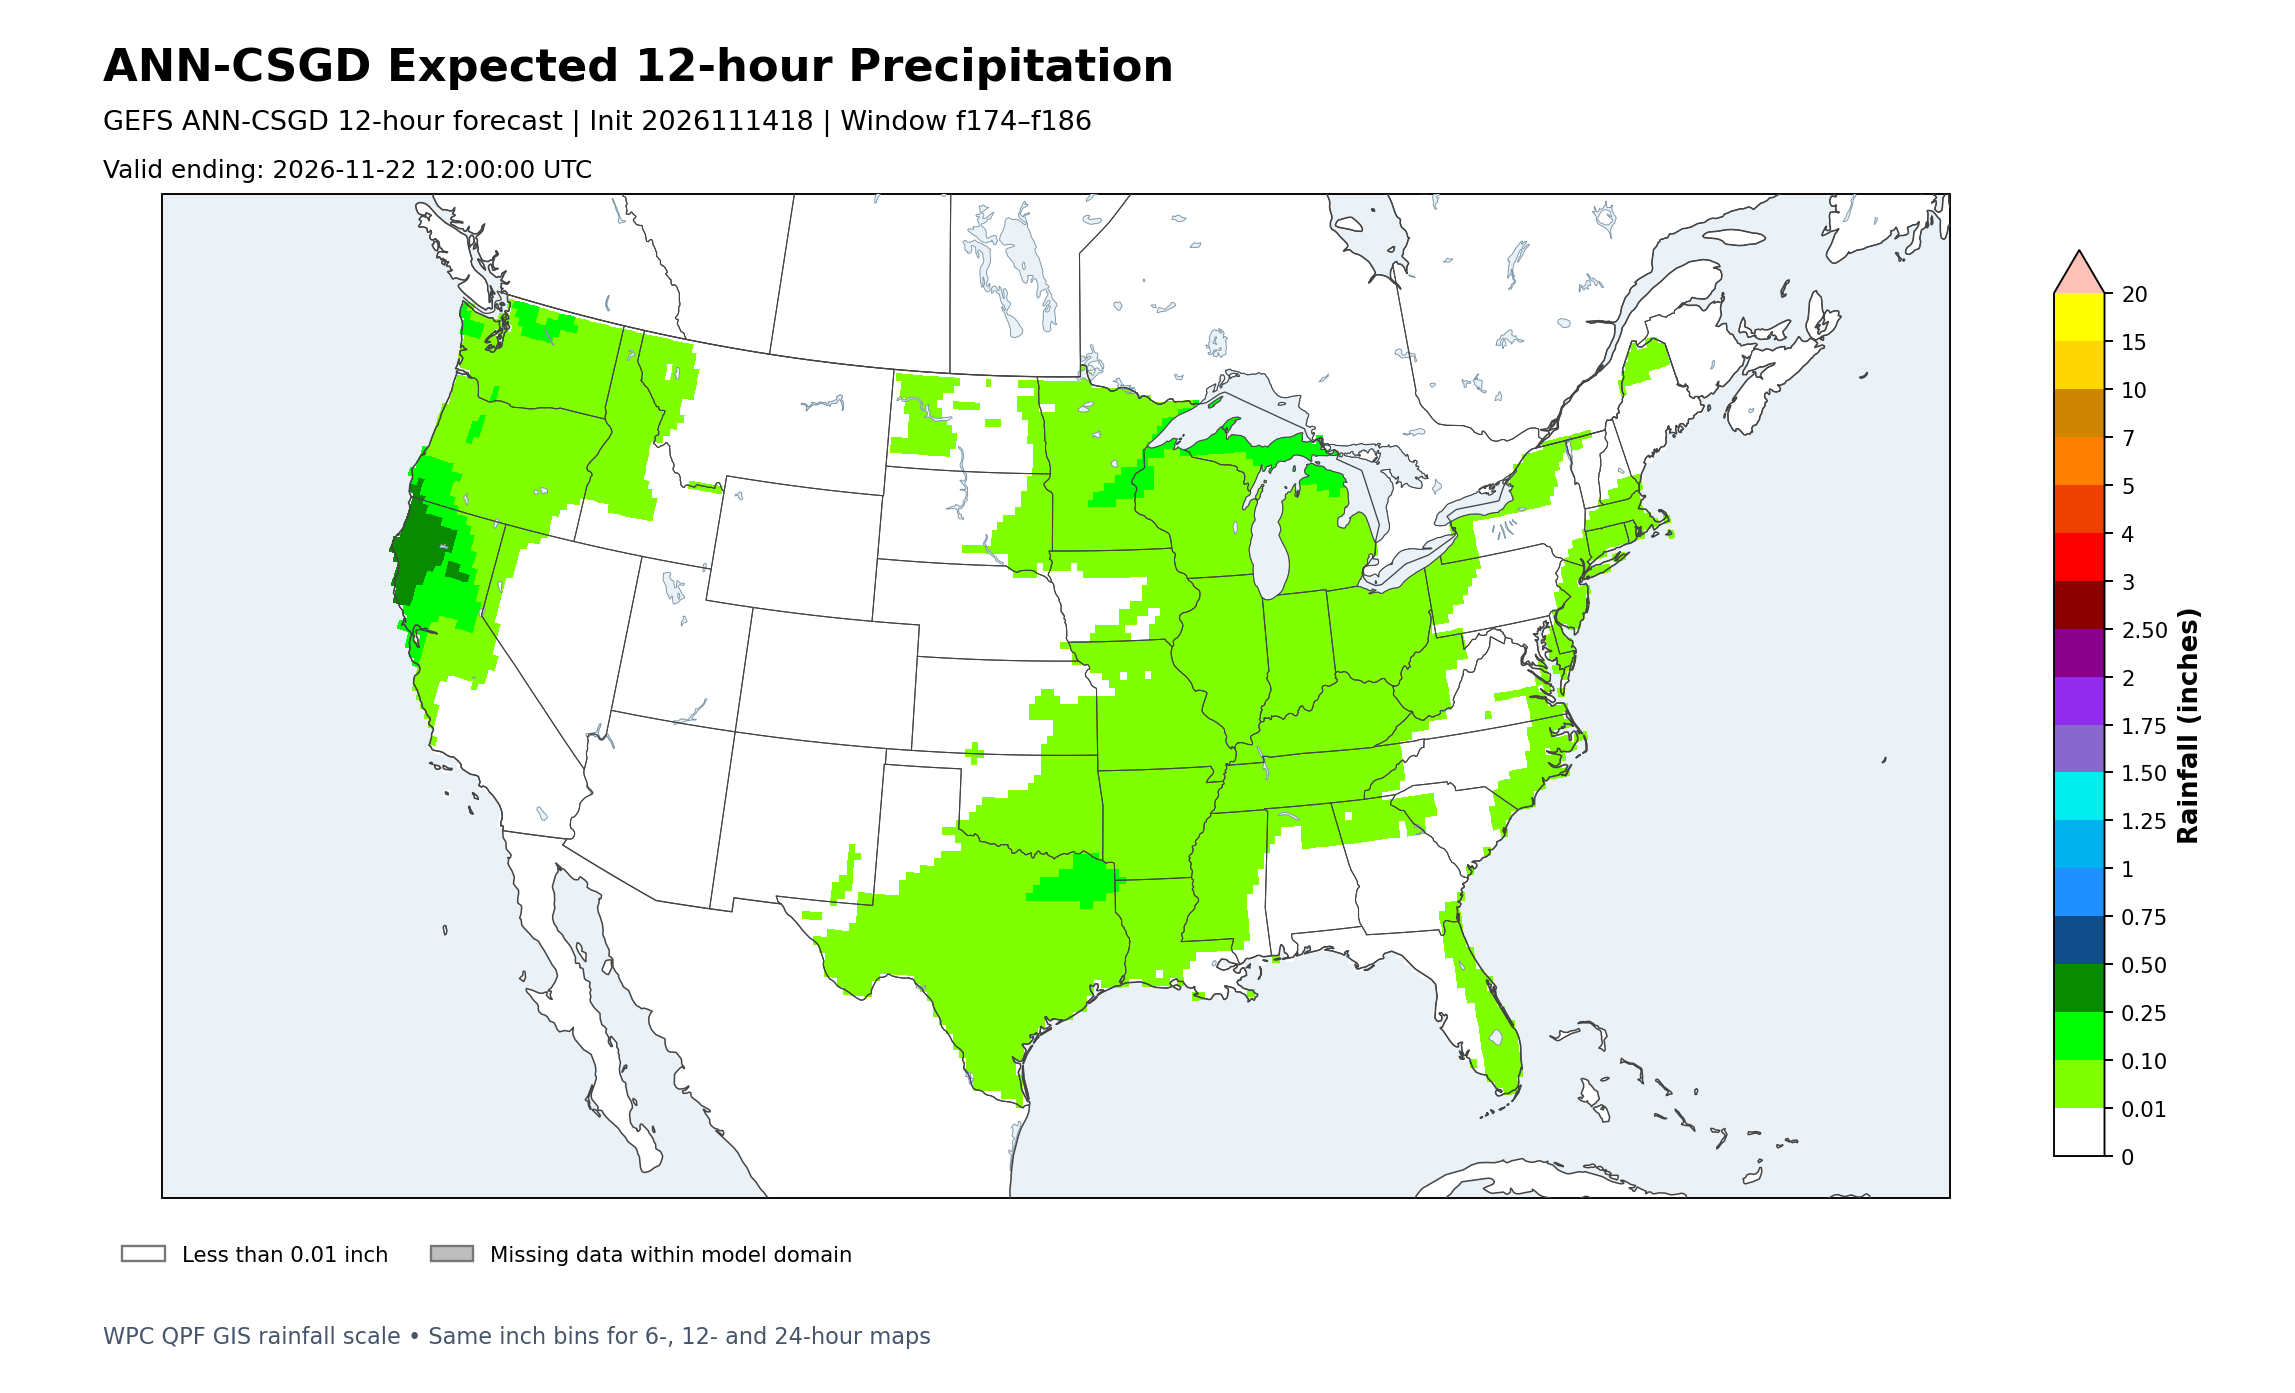 ANN-CSGD Expected 12-hour Precipitation
GEFS ANN-CSGD 12-hour forecast | Init 2026111418 | Window f174–f186
Valid ending: 2026-11-22 12:00:00 UTC
20
15
10
7
5
4
3
2.50
2
1.75
1.50
1.25
1
0.75
0.50
0.25
0.10
0.01
0
Rainfall (inches)
Less than 0.01 inch
Missing data within model domain
WPC QPF GIS rainfall scale • Same inch bins for 6-, 12- and 24-hour maps